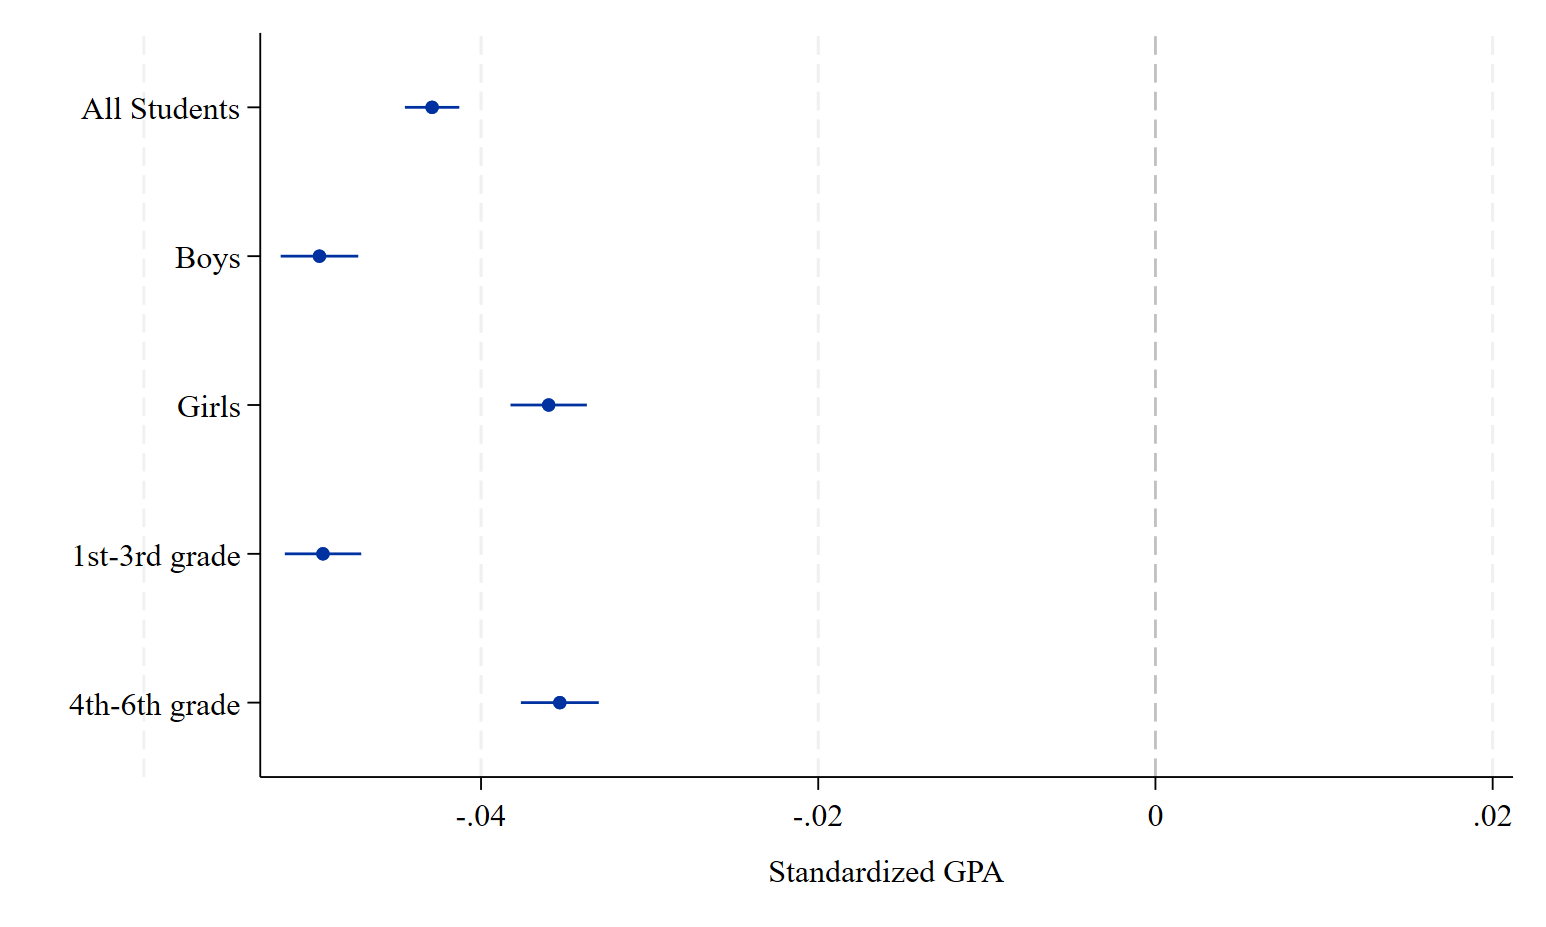 All Students
Boys
Girls
1st-3rd grade
4th-6th grade
-.04 -.02 0 .02
Standardized GPA